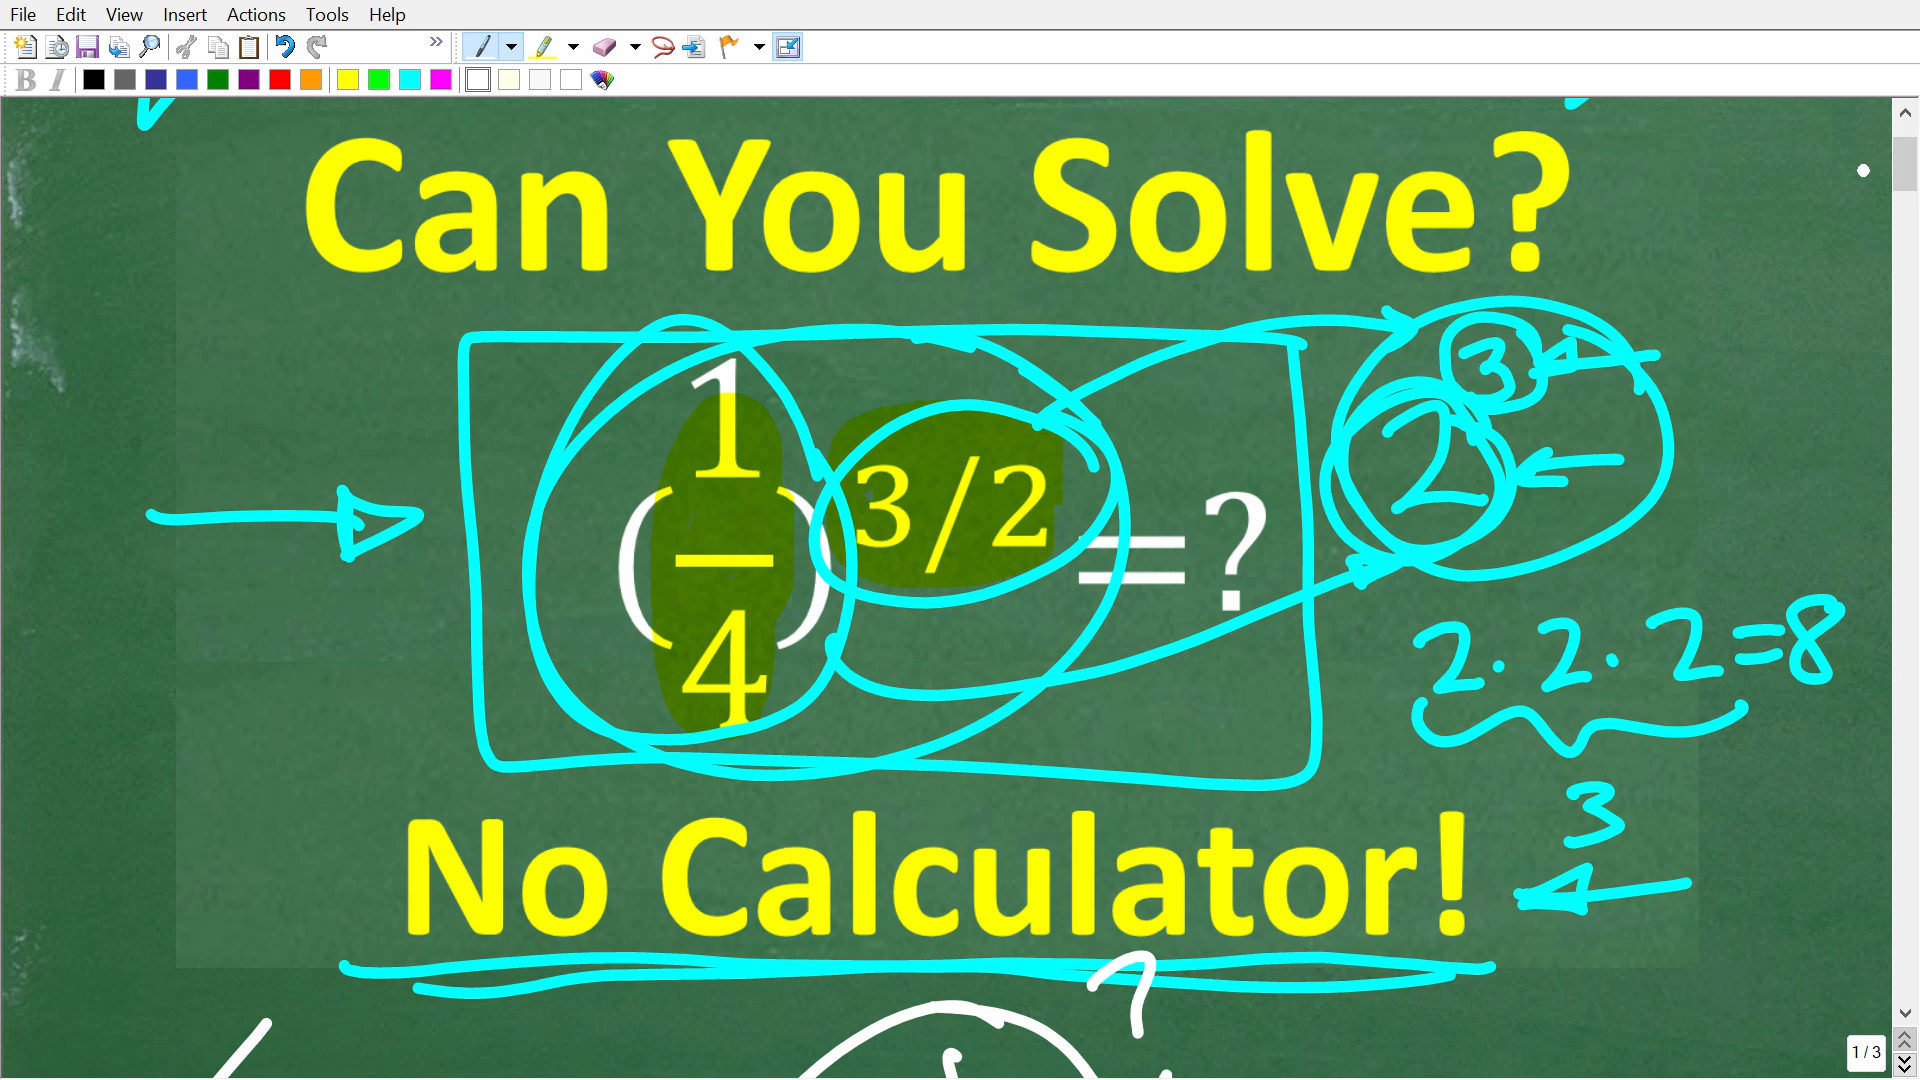 File Edit View Insert Actions Tools Help
B I
Can You Solve?
(1/4)^3/2 = ?
2^3
2 · 2 · 2 = 8
3
No Calculator!
?
1 / 3